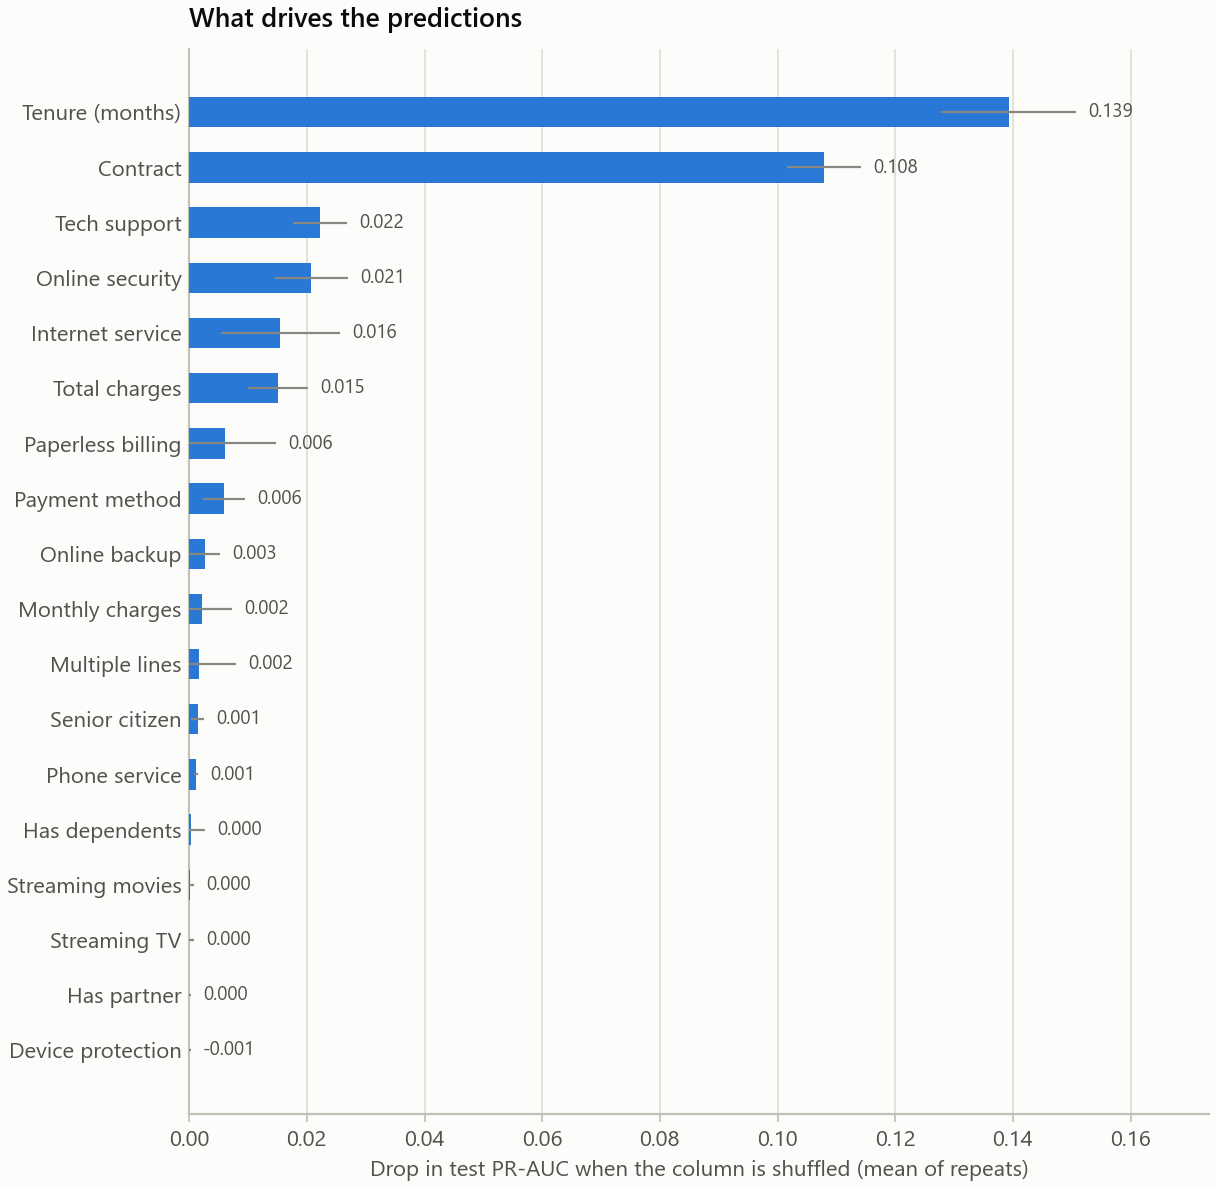 What drives the predictions
Tenure (months) 0.139
Contract 0.108
Tech support 0.022
Online security 0.021
Internet service 0.016
Total charges 0.015
Paperless billing 0.006
Payment method 0.006
Online backup 0.003
Monthly charges 0.002
Multiple lines 0.002
Senior citizen 0.001
Phone service 0.001
Has dependents 0.000
Streaming movies 0.000
Streaming TV 0.000
Has partner 0.000
Device protection -0.001
0.00 0.02 0.04 0.06 0.08 0.10 0.12 0.14 0.16
Drop in test PR-AUC when the column is shuffled (mean of repeats)